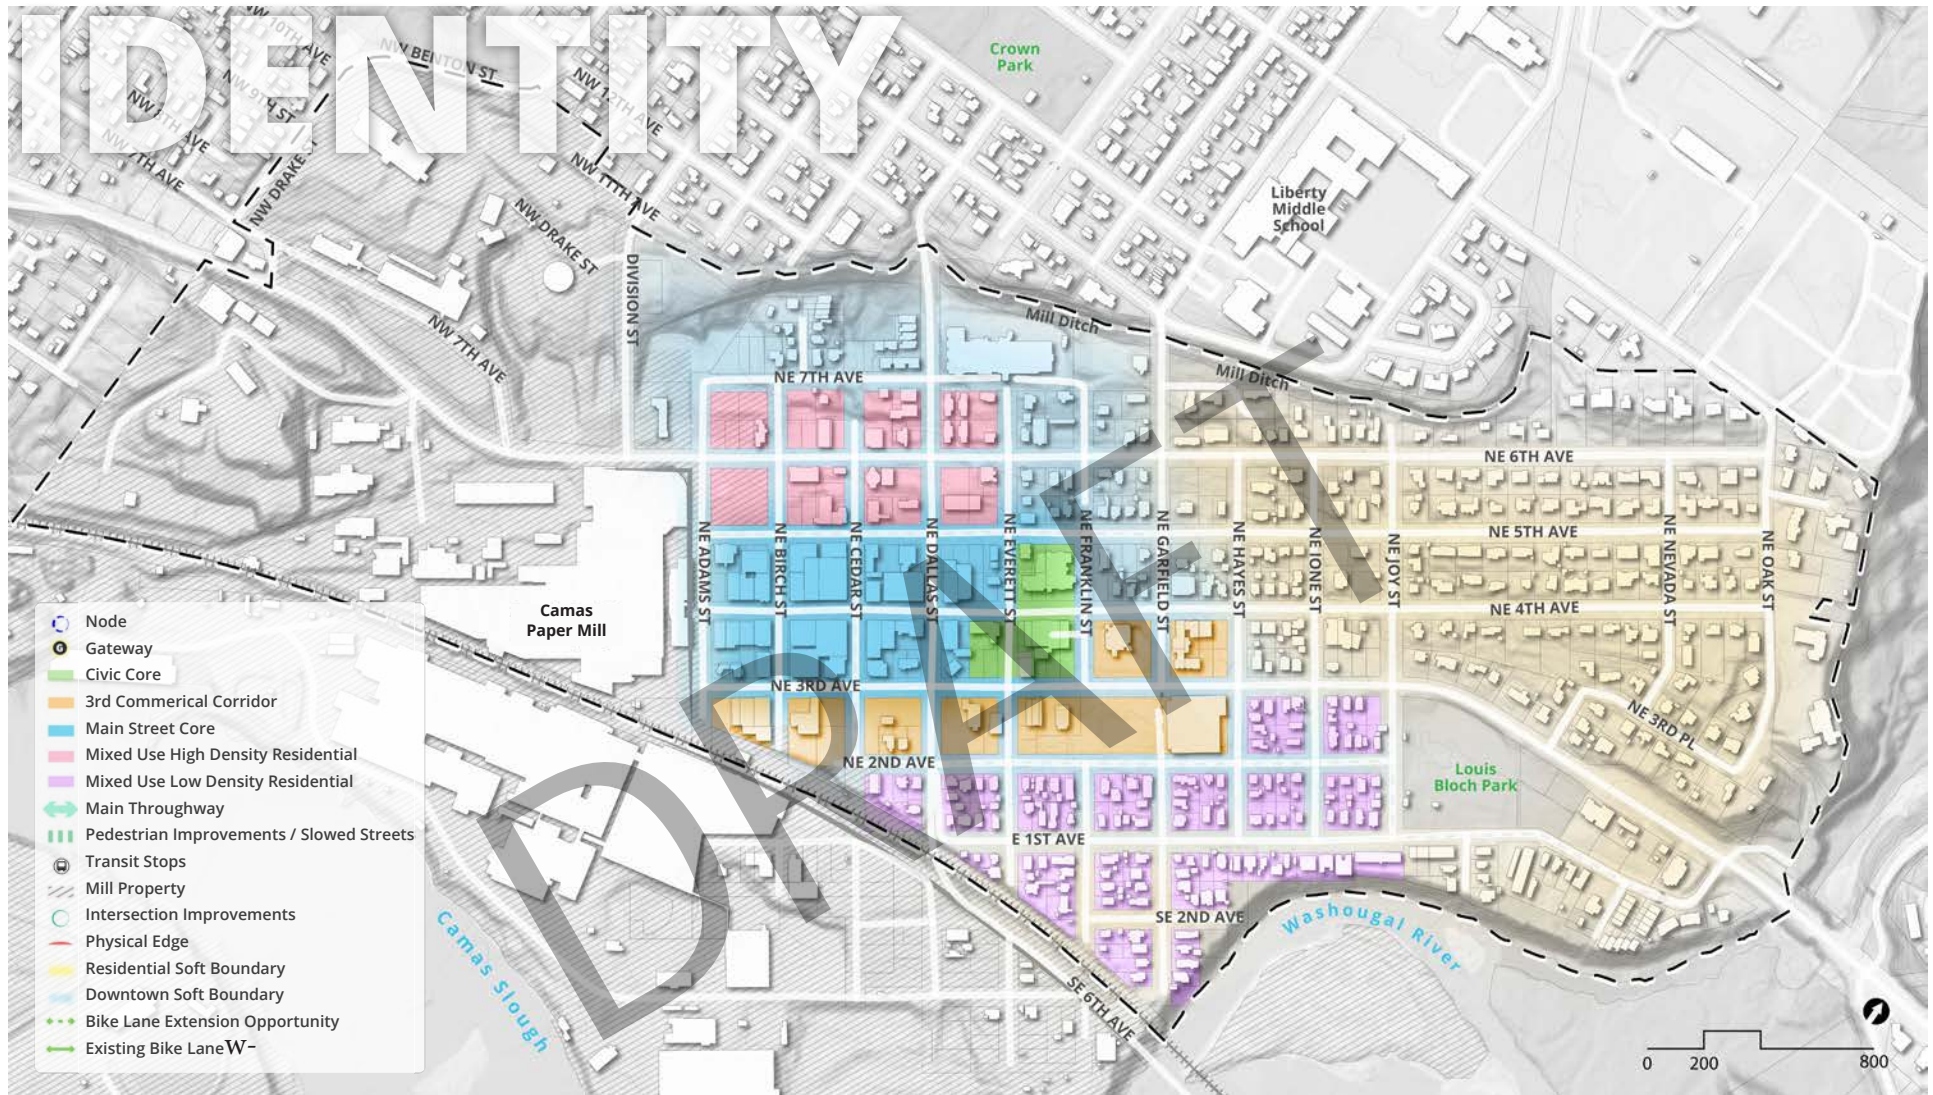 IDENTITY
NW 10TH AVE
NW BENTON ST
NW 9TH ST
NW 12TH AVE
NW 8TH AVE
NW 7TH AVE
NW DRAKE ST
NW 11TH AVE
NW DRAKE ST
Crown
Park
Liberty
Middle
School
DIVISION ST
Mill Ditch
Mill Ditch
NW 7TH AVE
NE 7TH AVE
NE 6TH AVE
NE 5TH AVE
NE 4TH AVE
NE ADAMS ST
NE BIRCH ST
NE CEDAR ST
NE DALLAS ST
NE EVERETT ST
NE FRANKLIN ST
NE GARFIELD ST
NE HAYES ST
NE IONE ST
NE JOY ST
NE NEVADA ST
NE OAK ST
Camas
Paper Mill
NE 3RD AVE
NE 3RD PL
NE 2ND AVE
Louis
Bloch Park
E 1ST AVE
SE 2ND AVE
Washougal River
SE 6TH AVE
Camas Slough
DRAFT
Node
G
Gateway
Civic Core
3rd Commerical Corridor
Main Street Core
Mixed Use High Density Residential
Mixed Use Low Density Residential
Main Throughway
Pedestrian Improvements / Slowed Streets
Transit Stops
Mill Property
Intersection Improvements
Physical Edge
Residential Soft Boundary
Downtown Soft Boundary
Bike Lane Extension Opportunity
Existing Bike LaneW-
0 200 800